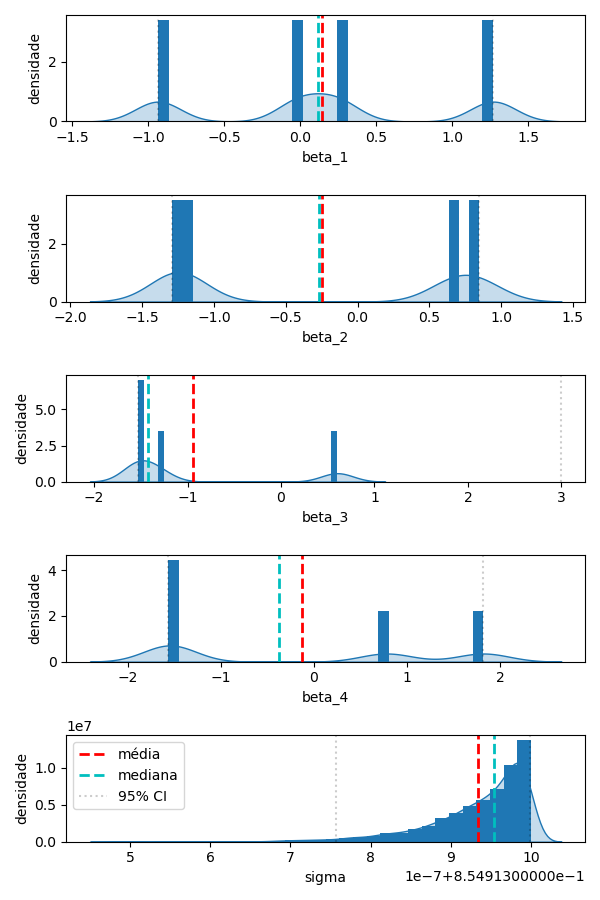 densidade
2
0
-1.5 −1.0 −0.5 0.0 0.5 1.0 1.5
beta_1
densidade
2
0
−2.0 −1.5 −1.0 −0.5 0.0 0.5 1.0 1.5
beta_2
densidade
5.0
2.5
0.0
−2 −1 0 1 2 3
beta_3
densidade
4
2
0
−2 −1 0 1 2
beta_4
1e7
densidade
1.0
0.5
0.0
média
mediana
95% CI
5 6 7 8 9 10
sigma
1e−7+8.5491300000e−1